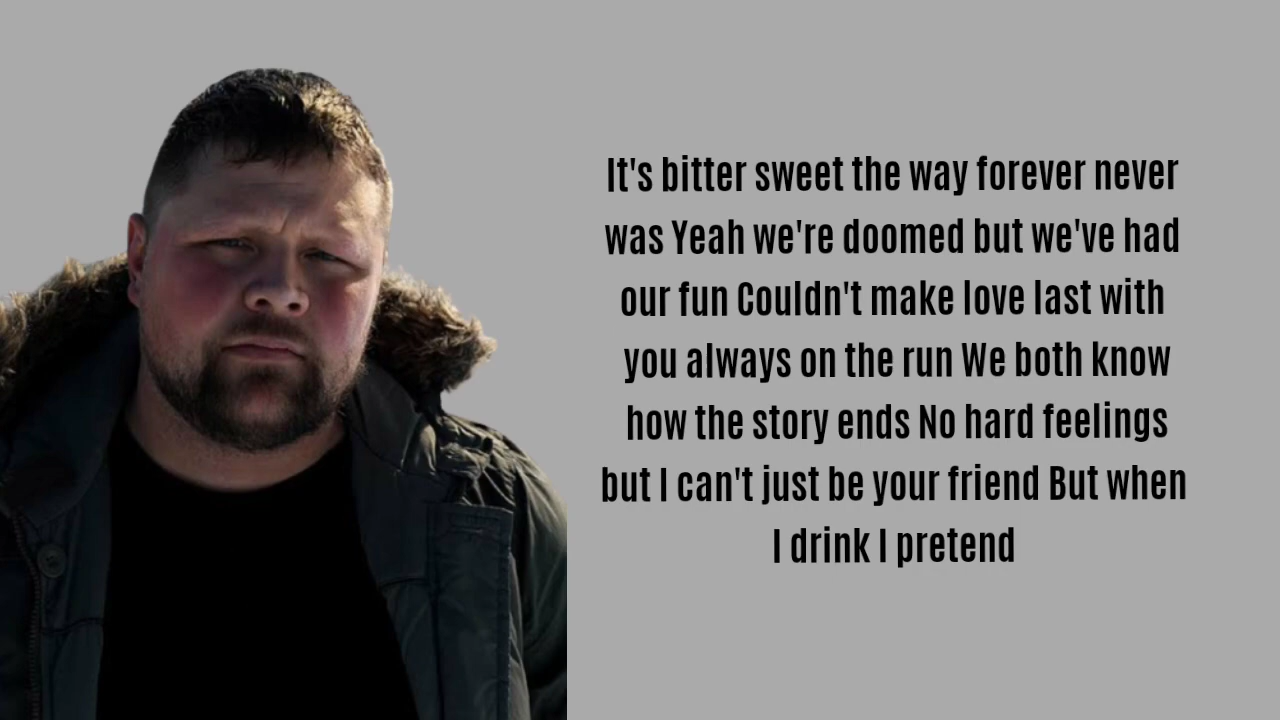 It's bitter sweet the way forever never
was Yeah we're doomed but we've had
our fun Couldn't make love last with
you always on the run We both know
how the story ends No hard feelings
but I can't just be your friend But when
I drink I pretend